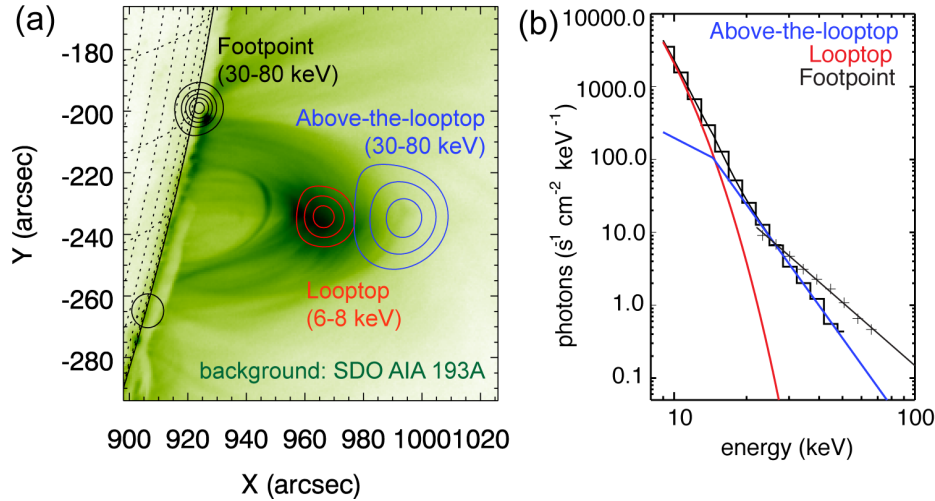 (a)
-180
-200
-220
-240
-260
-280
Y (arcsec)
Footpoint
(30-80 keV)
Above-the-looptop
(30-80 keV)
Looptop
(6-8 keV)
background: SDO AIA 193A
900 920 940 960 980 1000 1020
X (arcsec)
(b)
1000.0
1000.0
100.0
10.0
1.0
0.1
photons (s⁻¹ cm⁻² keV⁻¹)
Above-the-looptop
Looptop
Footpoint
10 100
energy (keV)